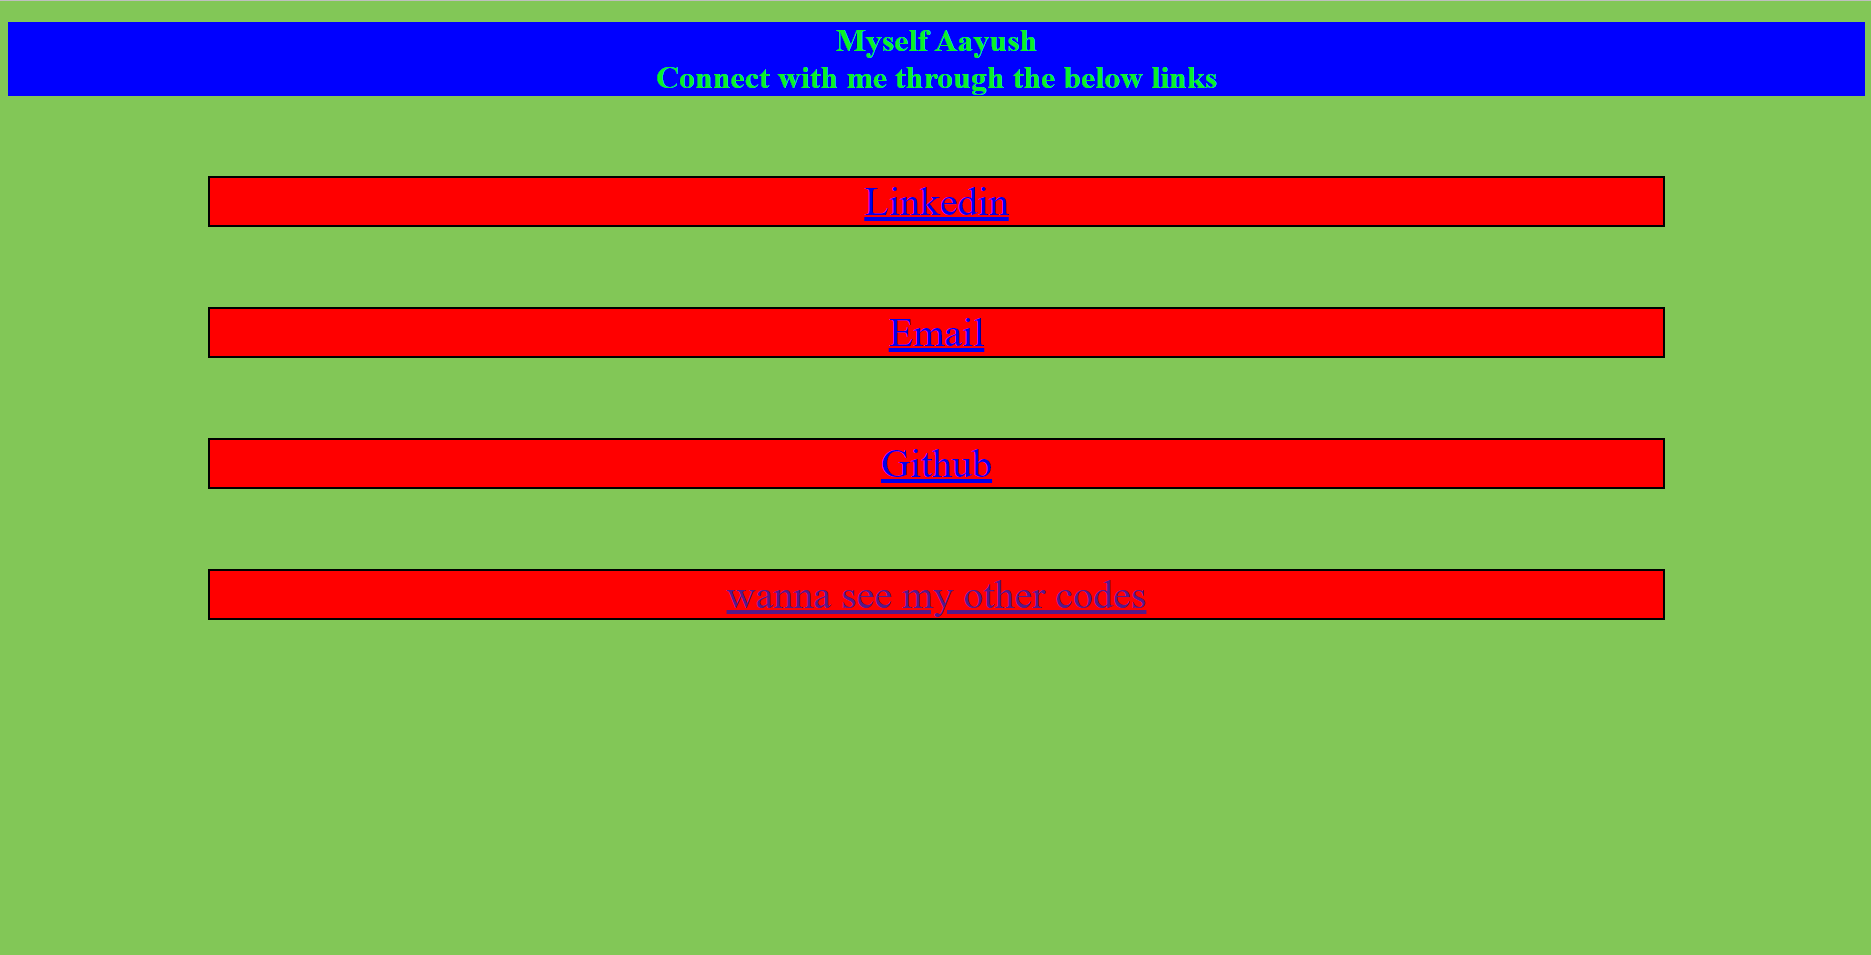 Myself Aayush
Connect with me through the below links
Linkedin
Email
Github
wanna see my other codes